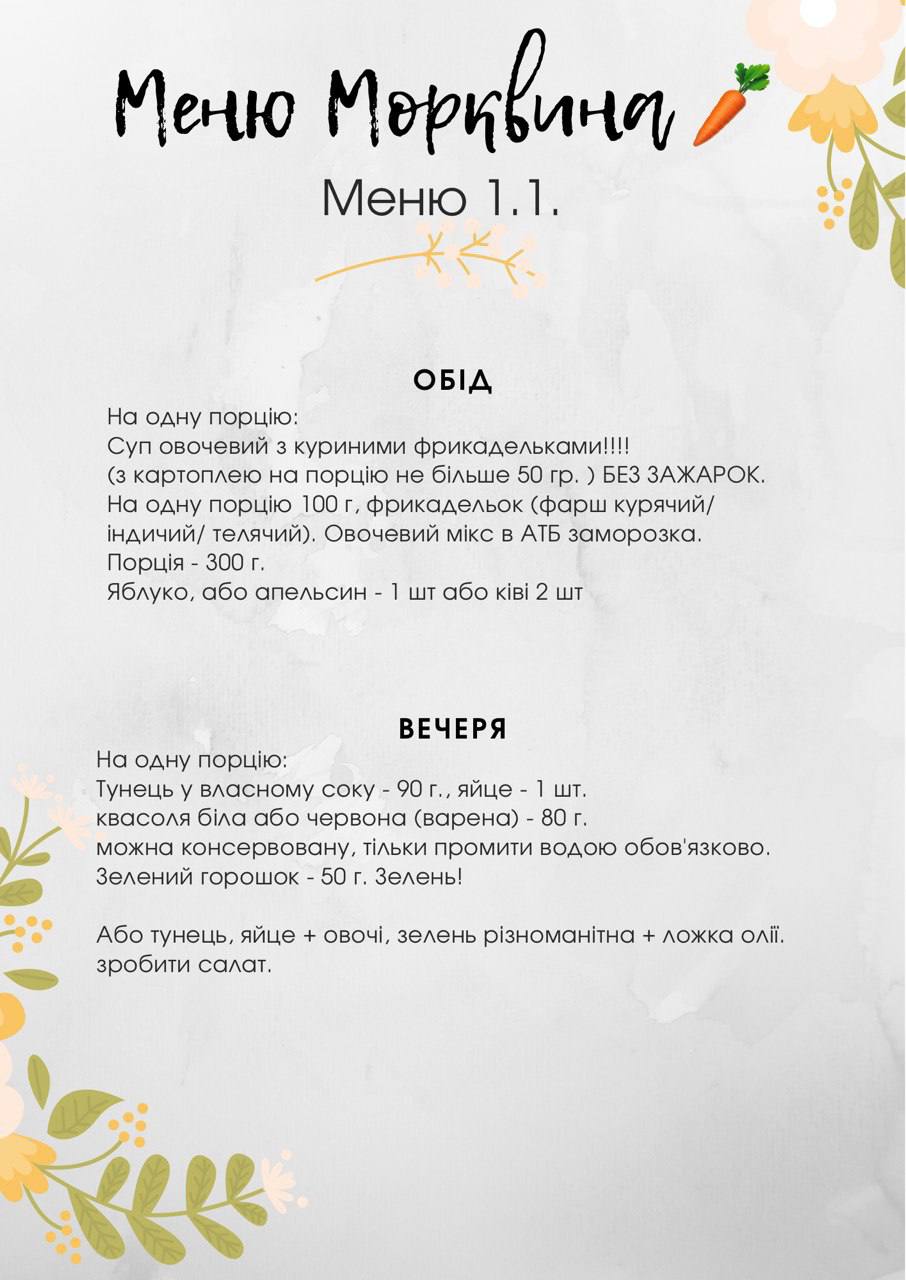 Меню Морквина
Меню 1.1.
ОБІД
На одну порцію:
Суп овочевий з куриними фрикадельками!!!!
(з картоплею на порцію не більше 50 гр. ) БЕЗ ЗАЖАРОК.
На одну порцію 100 г, фрикадельок (фарш курячий/
індичий/ телячий). Овочевий мікс в АТБ заморозка.
Порція - 300 г.
Яблуко, або апельсин - 1 шт або ківі 2 шт
ВЕЧЕРЯ
На одну порцію:
Тунець у власному соку - 90 г., яйце - 1 шт.
квасоля біла або червона (варена) - 80 г.
можна консервовану, тільки промити водою обов'язково.
Зелений горошок - 50 г. Зелень!
Або тунець, яйце + овочі, зелень різноманітна + ложка олії.
зробити салат.